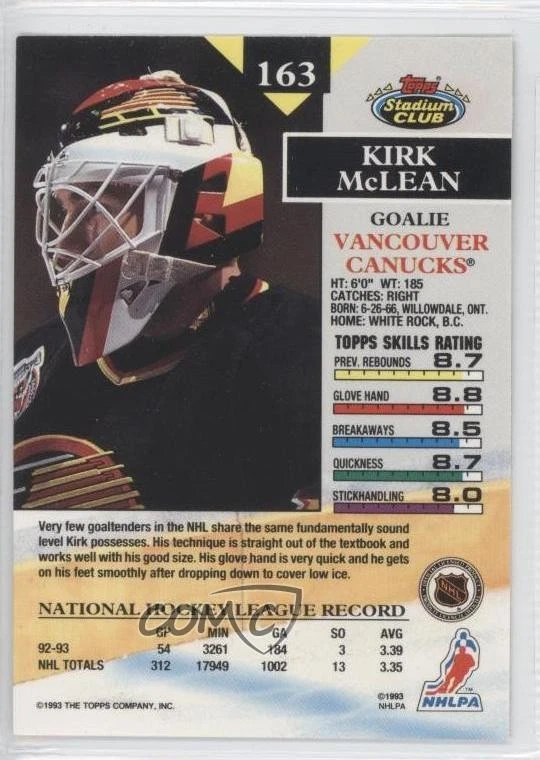 163
Topps
Stadium
CLUB
KIRK
McLEAN
GOALIE
VANCOUVER
CANUCKS®
HT: 6'0" WT: 185
CATCHES: RIGHT
BORN: 6-26-66, WILLOWDALE, ONT.
HOME: WHITE ROCK, B.C.
TOPPS SKILLS RATING
PREV. REBOUNDS 8.7
GLOVE HAND 8.8
BREAKAWAYS 8.5
QUICKNESS 8.7
STICKHANDLING 8.0
Very few goaltenders in the NHL share the same fundamentally sound
level Kirk possesses. His technique is straight out of the textbook and
works well with his good size. His glove hand is very quick and he gets
on his feet smoothly after dropping down to cover low ice.
NHL
NATIONAL HOCKEY LEAGUE RECORD
GP MIN GA SO AVG
92-93 54 3261 184 3 3.39
NHL TOTALS 312 17949 1002 13 3.35
COMC
NHLPA
™
©1993 THE TOPPS COMPANY, INC.
©1993
NHLPA